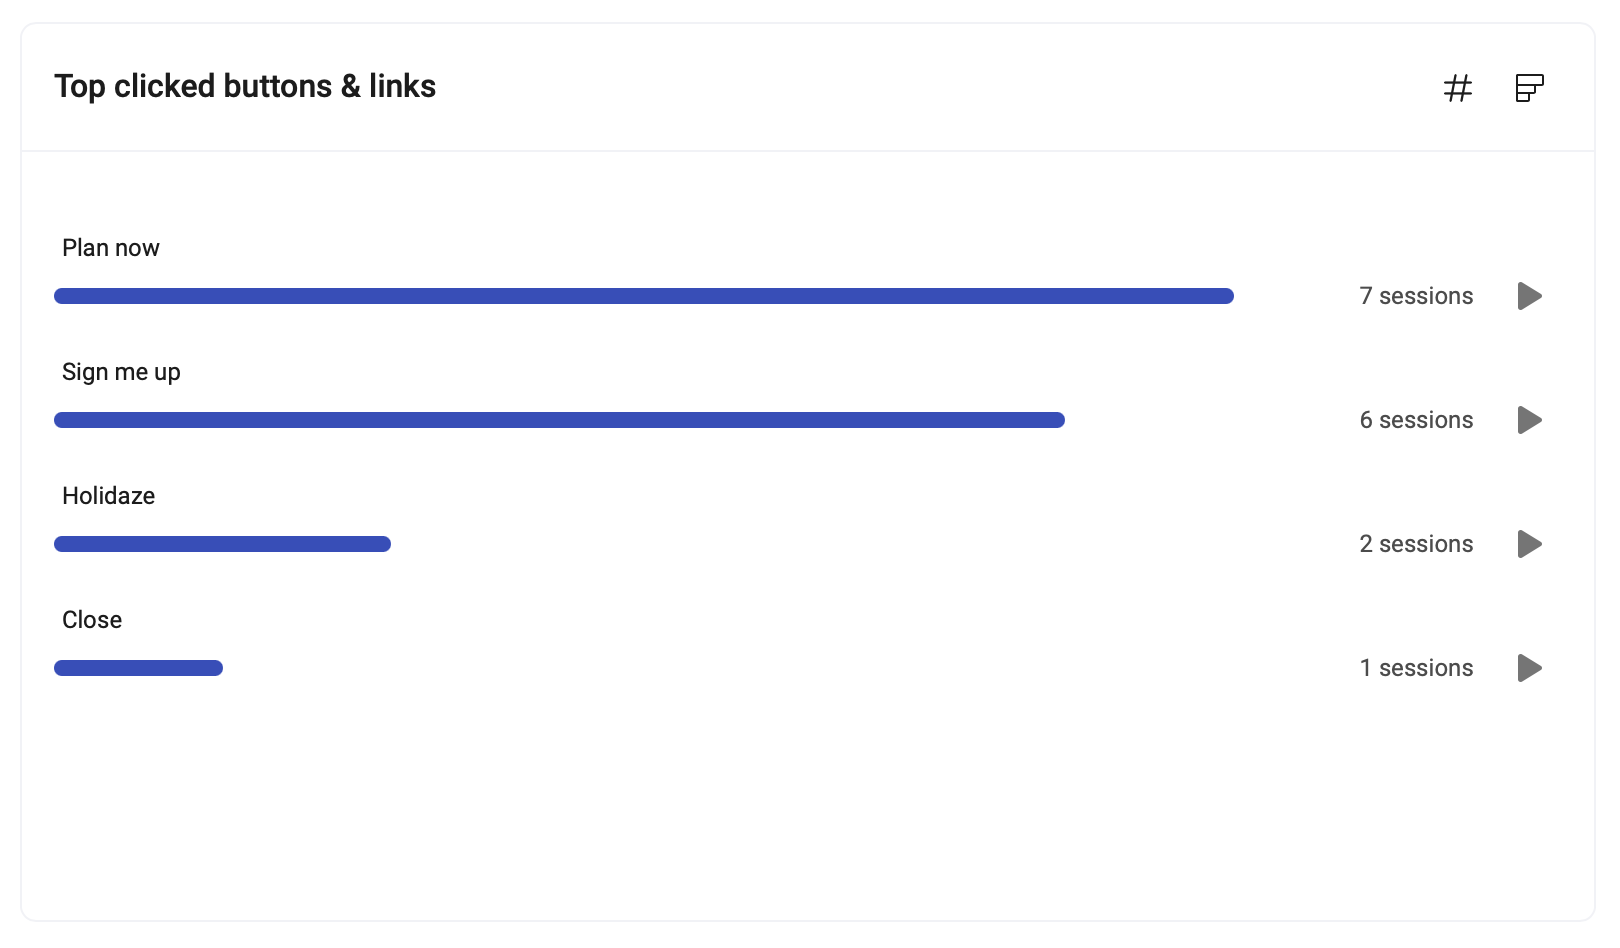 Top clicked buttons & links
Plan now
7 sessions
Sign me up
6 sessions
Holidaze
2 sessions
Close
1 sessions